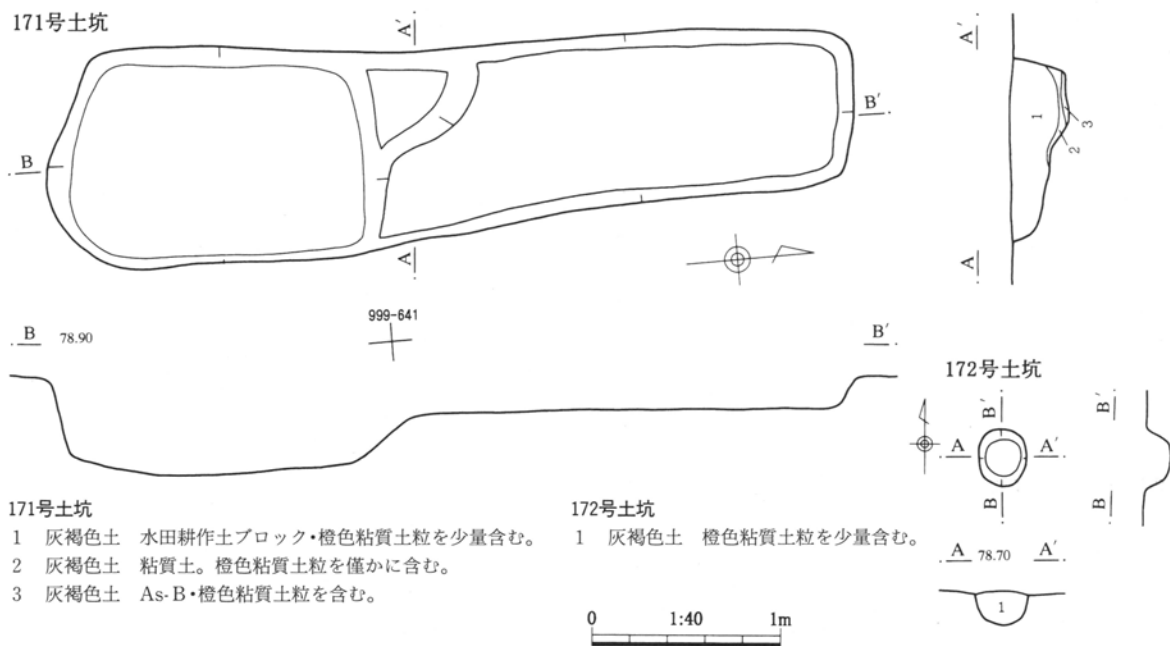 171号土坑
A′
A′
B′
B
1
2
3
A
A
B 78.90
999-641
B′
172号土坑
B′
B′
A
A′
B
B
A 78.70 A′
1
171号土坑
1 灰褐色土 水田耕作土ブロック・橙色粘質土粒を少量含む。
2 灰褐色土 粘質土。橙色粘質土粒を僅かに含む。
3 灰褐色土 As-B・橙色粘質土粒を含む。
172号土坑
1 灰褐色土 橙色粘質土粒を少量含む。
0 1:40 1m